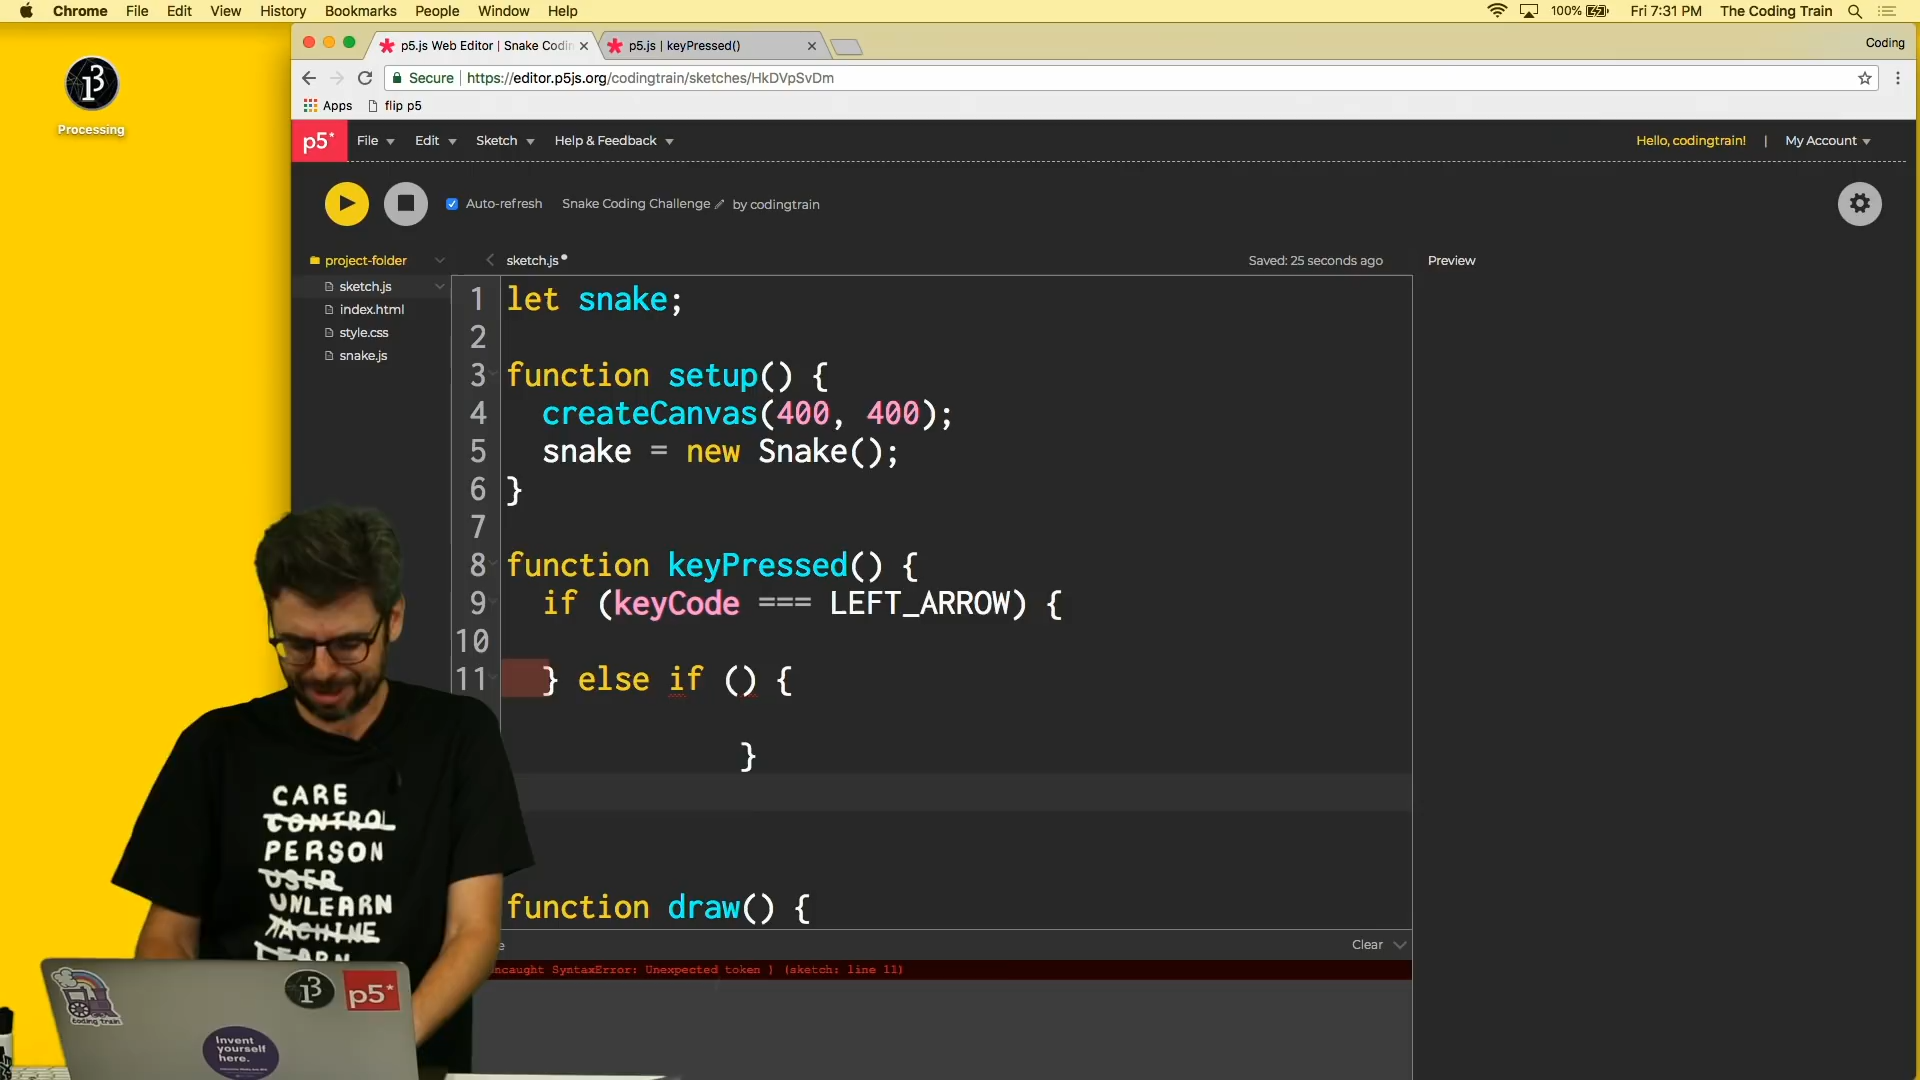 Chrome File Edit View History Bookmarks People Window Help
100% Fri 7:31 PM The Coding Train
p5.js Web Editor | Snake Codin
p5.js | keyPressed()
Coding
Secure https://editor.p5js.org/codingtrain/sketches/HkDVpSvDm
Apps flip p5
Processing
p5* File Edit Sketch Help & Feedback
Hello, codingtrain! | My Account
Auto-refresh Snake Coding Challenge by codingtrain
project-folder
sketch.js
index.html
style.css
snake.js
sketch.js
Saved: 25 seconds ago
Preview
1 let snake;
2
3 function setup() {
4 createCanvas(400, 400);
5 snake = new Snake();
6 }
7
8 function keyPressed() {
9 if (keyCode === LEFT_ARROW) {
10
11 } else if () {
}
function draw() {
Clear
ncaught SyntaxError: Unexpected token ) (sketch: line 11)
CARE
CONTROL
PERSON
USER
UNLEARN
MACHINE
LEARN
coding train
p5*
Invent
yourself
here.